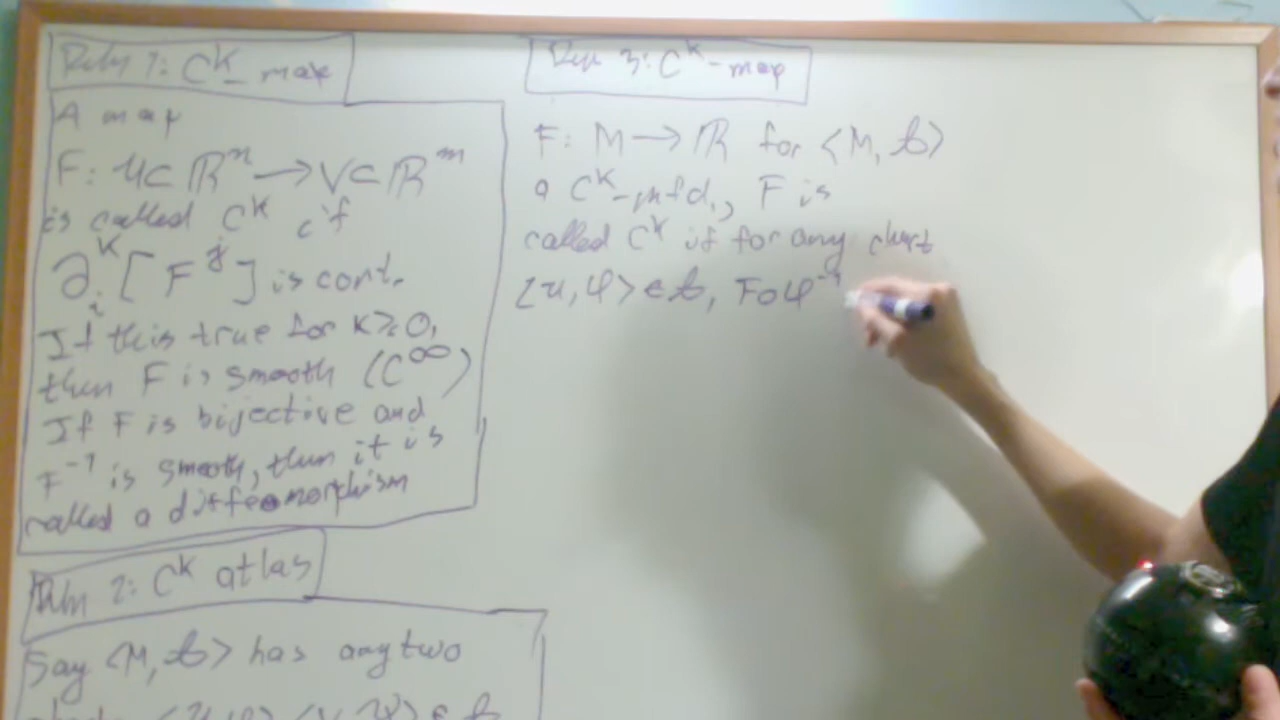 Defn 1: C^k - map
A map
F: U⊂ℝ^n → V⊂ℝ^m
is called C^k if
∂_i^k [F^j] is cont.
If this true for k≥0,
then F is smooth (C^∞)
If F is bijective and
F^-1 is smooth, then it is
called a diffeomorphism
Defn 2: C^k atlas
Say <M, 𝒜> has any two
<U, φ>, <V, ψ> ∈ 𝒜
Defn 3: C^k - map
F: M → ℝ for <M, 𝒜>
a C^k - mfd., F is
called C^k if for any chart
<U, φ> ∈ 𝒜, F∘φ^-1